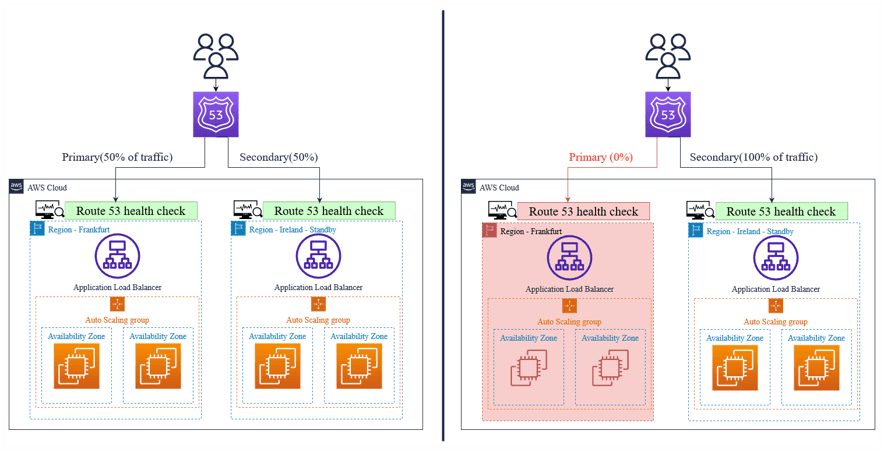 53
Primary(50% of traffic)
Secondary(50%)
aws
AWS Cloud
Route 53 health check
Route 53 health check
Region - Frankfurt
Region - Ireland - Standby
Application Load Balancer
Application Load Balancer
Auto Scaling group
Auto Scaling group
Availability Zone
Availability Zone
Availability Zone
Availability Zone
53
Primary (0%)
Secondary(100% of traffic)
aws
AWS Cloud
Route 53 health check
Route 53 health check
Region - Frankfurt
Region - Ireland - Standby
Application Load Balancer
Application Load Balancer
Auto Scaling group
Auto Scaling group
Availability Zone
Availability Zone
Availability Zone
Availability Zone